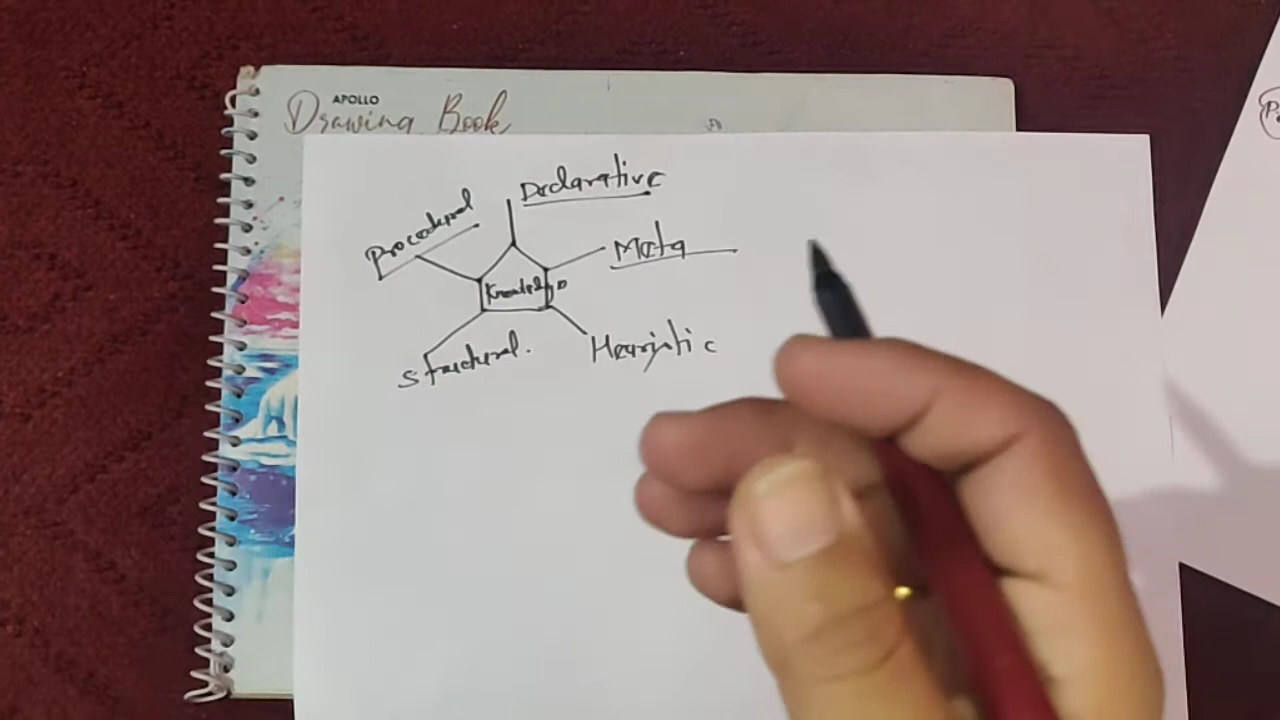 APOLLO
Drawing Book
Declarative
Procedural
Meta
Knowledge
Structural.
Heuristic